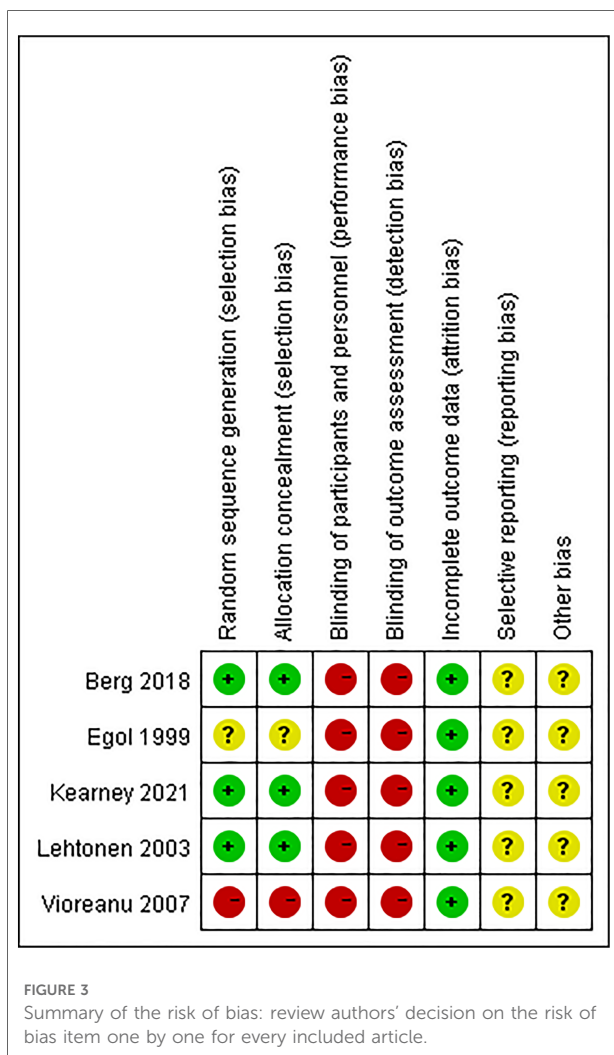 Random sequence generation (selection bias)
Allocation concealment (selection bias)
Blinding of participants and personnel (performance bias)
Blinding of outcome assessment (detection bias)
Incomplete outcome data (attrition bias)
Selective reporting (reporting bias)
Other bias
Berg 2018 + + - - + ? ?
Egol 1999 ? ? - - + ? ?
Kearney 2021 + + - - + ? ?
Lehtonen 2003 + + - - + ? ?
Vioreanu 2007 - - - - + ? ?
FIGURE 3
Summary of the risk of bias: review authors’ decision on the risk of
bias item one by one for every included article.